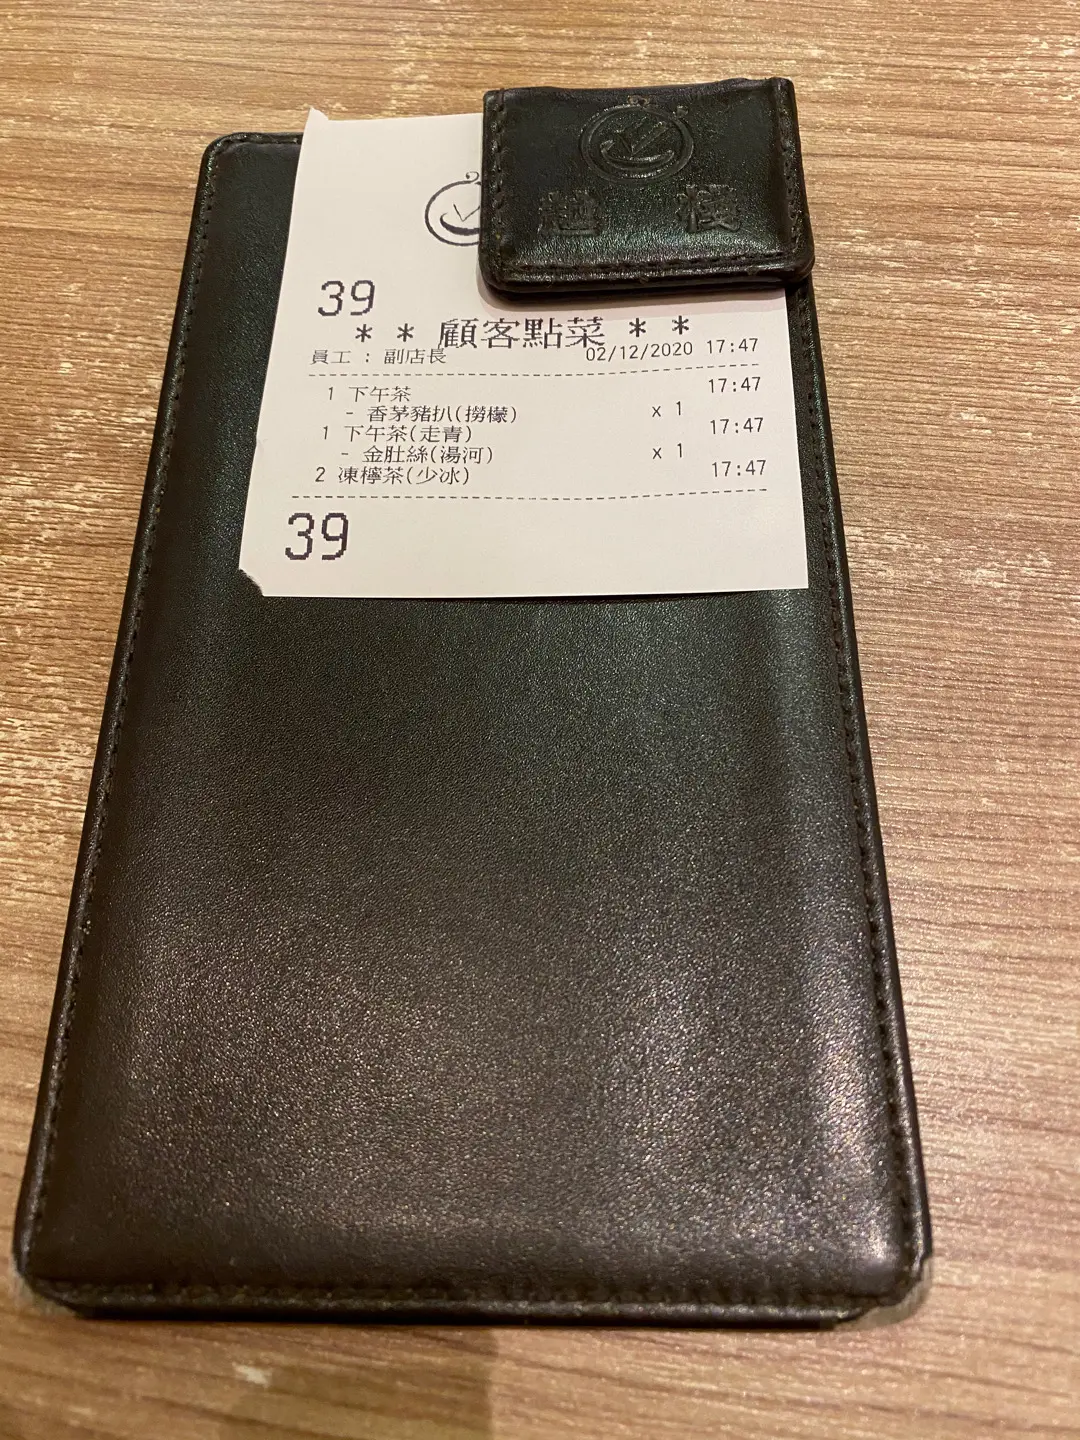 越 棧
39
* * 顧客點菜 * *
員工 : 副店長 02/12/2020 17:47
1 下午茶 17:47
- 香茅豬扒(撈檬) x 1
1 下午茶(走青) 17:47
- 金肚絲(湯河) x 1
2 凍檸茶(少冰) 17:47
39